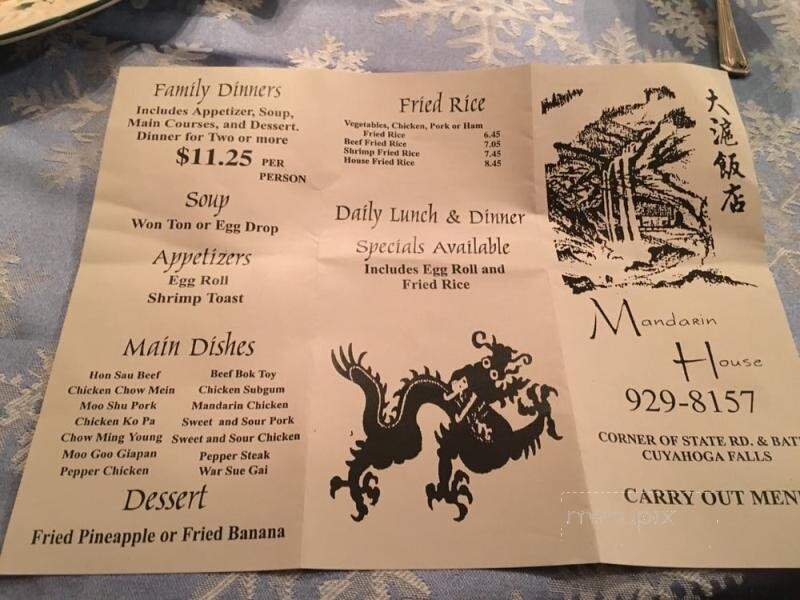 Family Dinners
Includes Appetizer, Soup,
Main Courses, and Dessert.
Dinner for Two or more
$11.25 PER
PERSON
Soup
Won Ton or Egg Drop
Appetizers
Egg Roll
Shrimp Toast
Main Dishes
Hon Sau Beef
Chicken Chow Mein
Moo Shu Pork
Chicken Ko Pa
Chow Ming Young
Moo Goo Giapan
Pepper Chicken
Beef Bok Toy
Chicken Subgum
Mandarin Chicken
Sweet and Sour Pork
Sweet and Sour Chicken
Pepper Steak
War Sue Gai
Dessert
Fried Pineapple or Fried Banana
Fried Rice
Vegetables, Chicken, Pork or Ham
Fried Rice 6.45
Beef Fried Rice 7.05
Shrimp Fried Rice 7.45
House Fried Rice 8.45
Daily Lunch & Dinner
Specials Available
Includes Egg Roll and
Fried Rice
大滬飯店
Mandarin
House
929-8157
CORNER OF STATE RD. & BAT
CUYAHOGA FALLS
CARRY OUT MENU
menupix